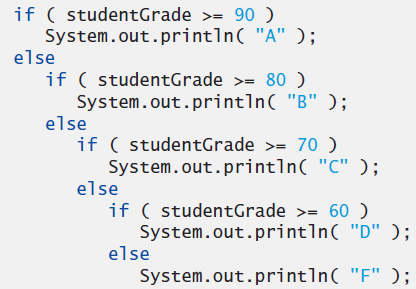 if ( studentGrade >= 90 )
   System.out.println( "A" );
else
   if ( studentGrade >= 80 )
      System.out.println( "B" );
   else
      if ( studentGrade >= 70 )
         System.out.println( "C" );
      else
         if ( studentGrade >= 60 )
            System.out.println( "D" );
         else
            System.out.println( "F" );